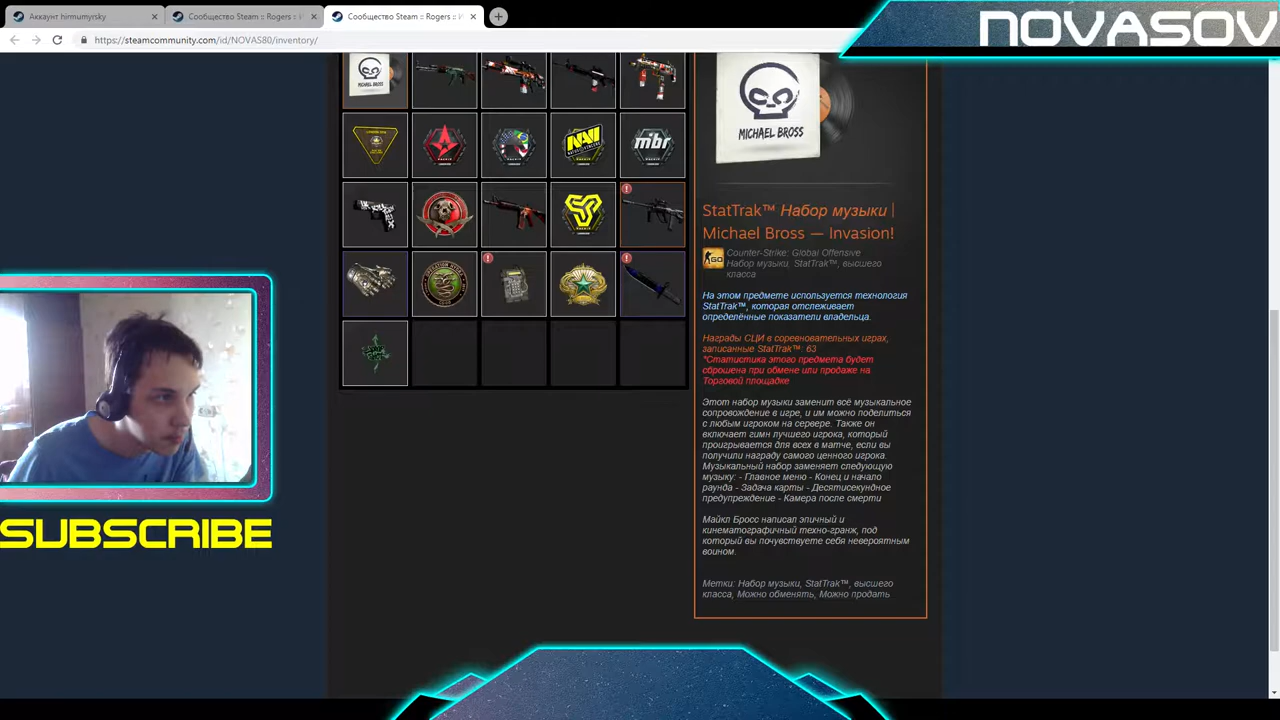 Аккаунт hirmumyrsky
Сообщество Steam :: Rogers :: И
Сообщество Steam :: Rogers :: И
https://steamcommunity.com/id/NOVAS80/inventory/
NOVASOV
MICHAEL BROSS
MICHAEL BROSS
NAVI
mibr
StatTrak™ Набор музыки |
Michael Bross — Invasion!
GO
Counter-Strike: Global Offensive
Набор музыки, StatTrak™, высшего
класса
На этом предмете используется технология
StatTrak™, которая отслеживает
определённые показатели владельца.
Награды СЦИ в соревновательных играх,
записанные StatTrak™: 63
*Статистика этого предмета будет
сброшена при обмене или продаже на
Торговой площадке
Этот набор музыки заменит всё музыкальное
сопровождение в игре, и им можно поделиться
с любым игроком на сервере. Также он
включает гимн лучшего игрока, который
проигрывается для всех в матче, если вы
получили награду самого ценного игрока.
Музыкальный набор заменяет следующую
музыку: - Главное меню - Конец и начало
раунда - Задача карты - Десятисекундное
предупреждение - Камера после смерти
Майкл Бросс написал эпичный и
кинематографичный техно-гранж, под
который вы почувствуете себя невероятным
воином.
Метки: Набор музыки, StatTrak™, высшего
класса, Можно обменять, Можно продать
SUBSCRIBE